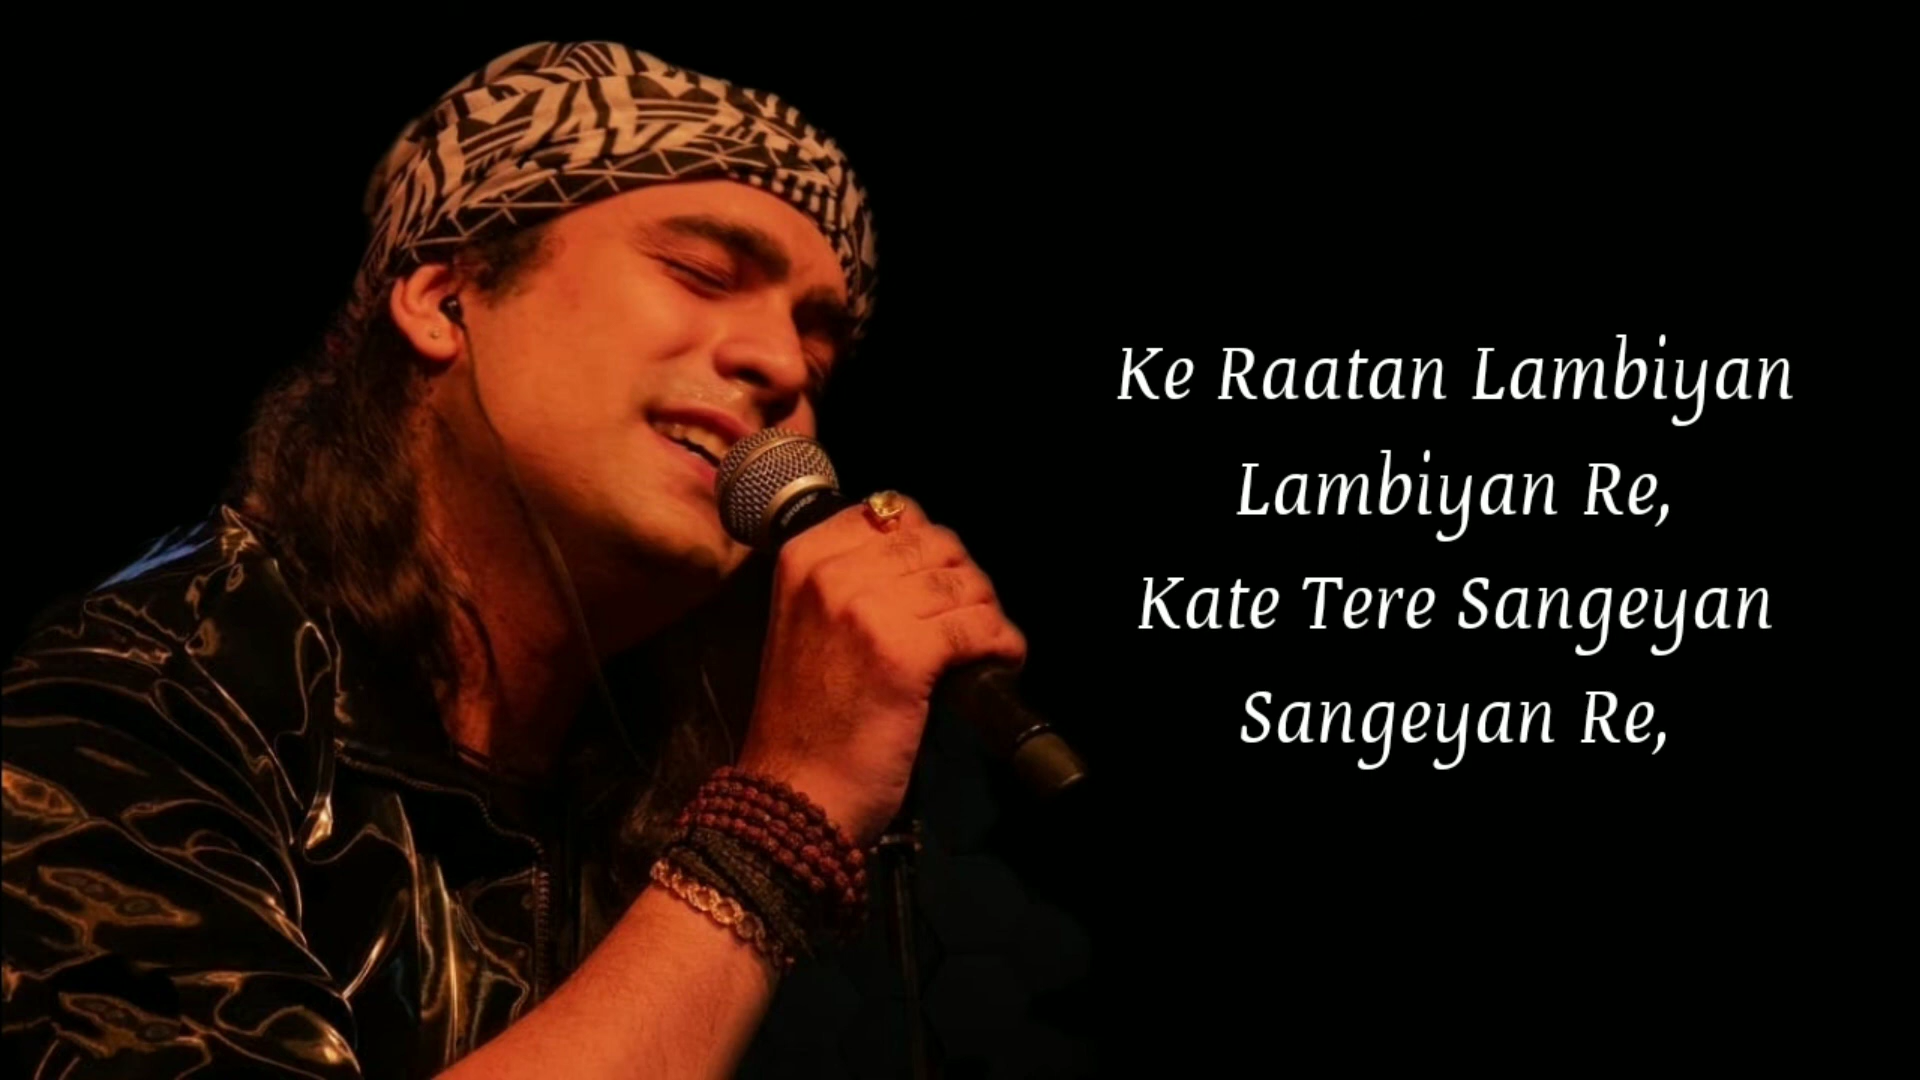 Ke Raatan Lambiyan
Lambiyan Re,
Kate Tere Sangeyan
Sangeyan Re,